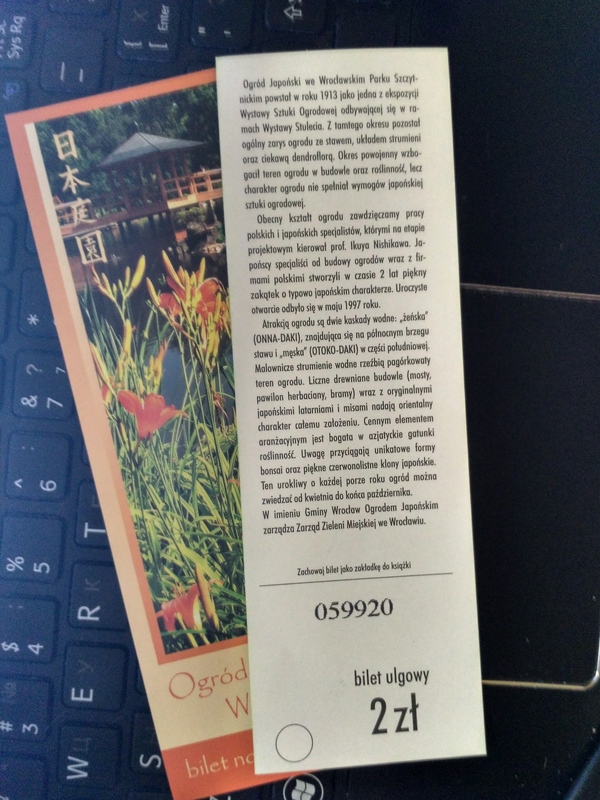 Ogród Japoński we Wrocławskim Parku Szczyt-
nickim powstał w roku 1913 jako jedna z ekspozycji
Wystawy Sztuki Ogrodowej odbywającej się w ra-
mach Wystawy Stulecia. Z tamtego okresu pozostał
ogólny zarys ogrodu ze stawem, układem strumieni
oraz ciekawą dendroflorą. Okres powojenny wzbo-
gacił teren ogrodu w budowle oraz roślinność, lecz
charakter ogrodu nie spełniał wymogów japońskiej
sztuki ogrodowej.
Obecny kształt ogrodu zawdzięczamy pracy
polskich i japońskich specjalistów, którymi na etapie
projektowym kierował prof. Ikuya Nishikawa. Ja-
pońscy specjaliści od budowy ogrodów wraz z fir-
mami polskimi stworzyli w czasie 2 lat piękny
zakątek o typowo japońskim charakterze. Uroczyste
otwarcie odbyło się w maju 1997 roku.
Atrakcją ogrodu są dwie kaskady wodne: „żeńska”
(ONNA-DAKI), znajdująca się na północnym brzegu
stawu i „męska” (OTOKO-DAKI) w części południowej.
Malownicze strumienie wodne rzeźbią pagórkowaty
teren ogrodu. Liczne drewniane budowle (mosty,
pawilon herbaciany, bramy) wraz z oryginalnymi
japońskimi latarniami i misami nadają orientalny
charakter całemu założeniu. Cennym elementem
aranżacyjnym jest bogata w azjatyckie gatunki
roślinność. Uwagę przyciągają unikatowe formy
bonsai oraz piękne czerwonolistne klony japońskie.
Ten urokliwy o każdej porze roku ogród można
zwiedzać od kwietnia do końca października.
W imieniu Gminy Wrocław Ogrodem Japońskim
zarządza Zarząd Zieleni Miejskiej we Wrocławiu.
Zachowaj bilet jako zakładkę do książki
059920
bilet ulgowy
2 zł
日本庭園
Ogród
W
bilet no
Sys Rq
Enter
{ [
} ]
*
& ? 7
^ : 6
% : 5
$ ; 4
# 3
T
R K
E У
W Ц
S